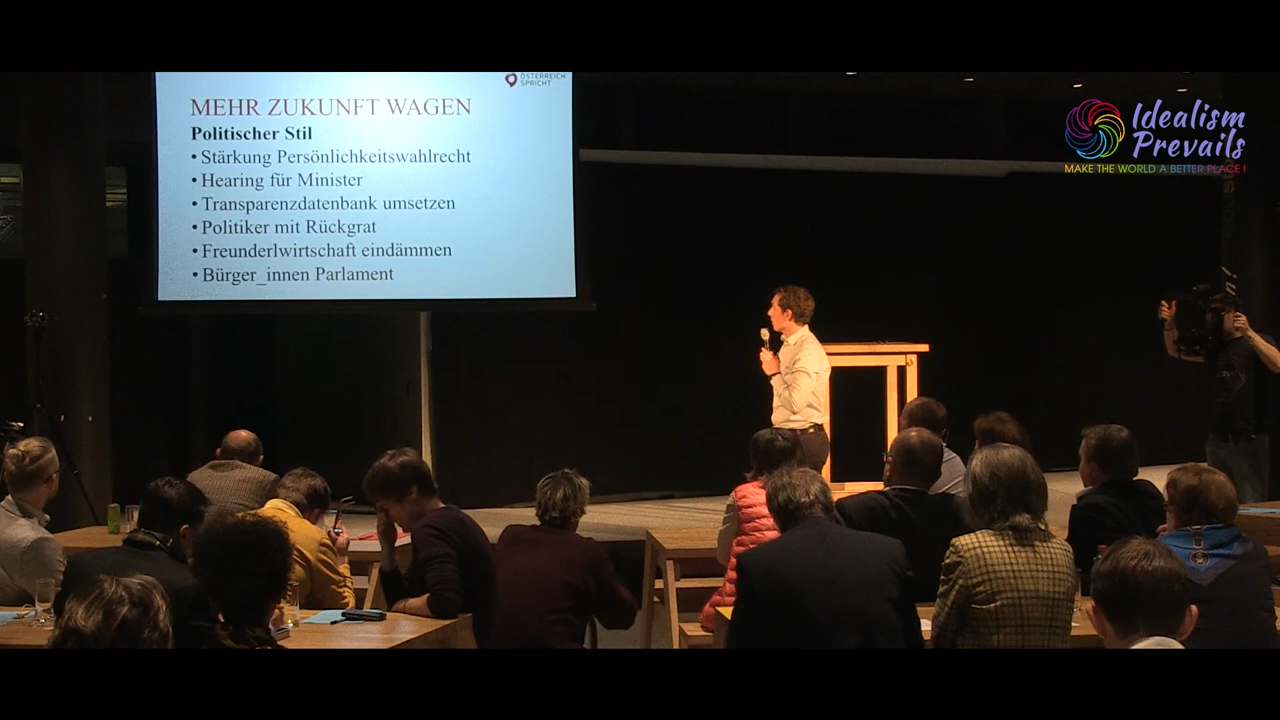 ÖSTERREICH
SPRICHT
MEHR ZUKUNFT WAGEN
Politischer Stil
• Stärkung Persönlichkeitswahlrecht
• Hearing für Minister
• Transparenzdatenbank umsetzen
• Politiker mit Rückgrat
• Freunderlwirtschaft eindämmen
• Bürger_innen Parlament
Idealism
Prevails
MAKE THE WORLD A BETTER PLACE !